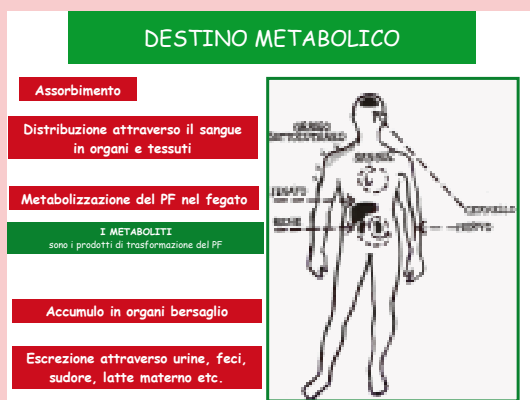 DESTINO METABOLICO
Assorbimento
Distribuzione attraverso il sangue
in organi e tessuti
Metabolizzazione del PF nel fegato
I METABOLITI
sono i prodotti di trasformazione del PF
Accumulo in organi bersaglio
Escrezione attraverso urine, feci,
sudore, latte materno etc.
FEGATO
RENE
CERVELLO
NERVO